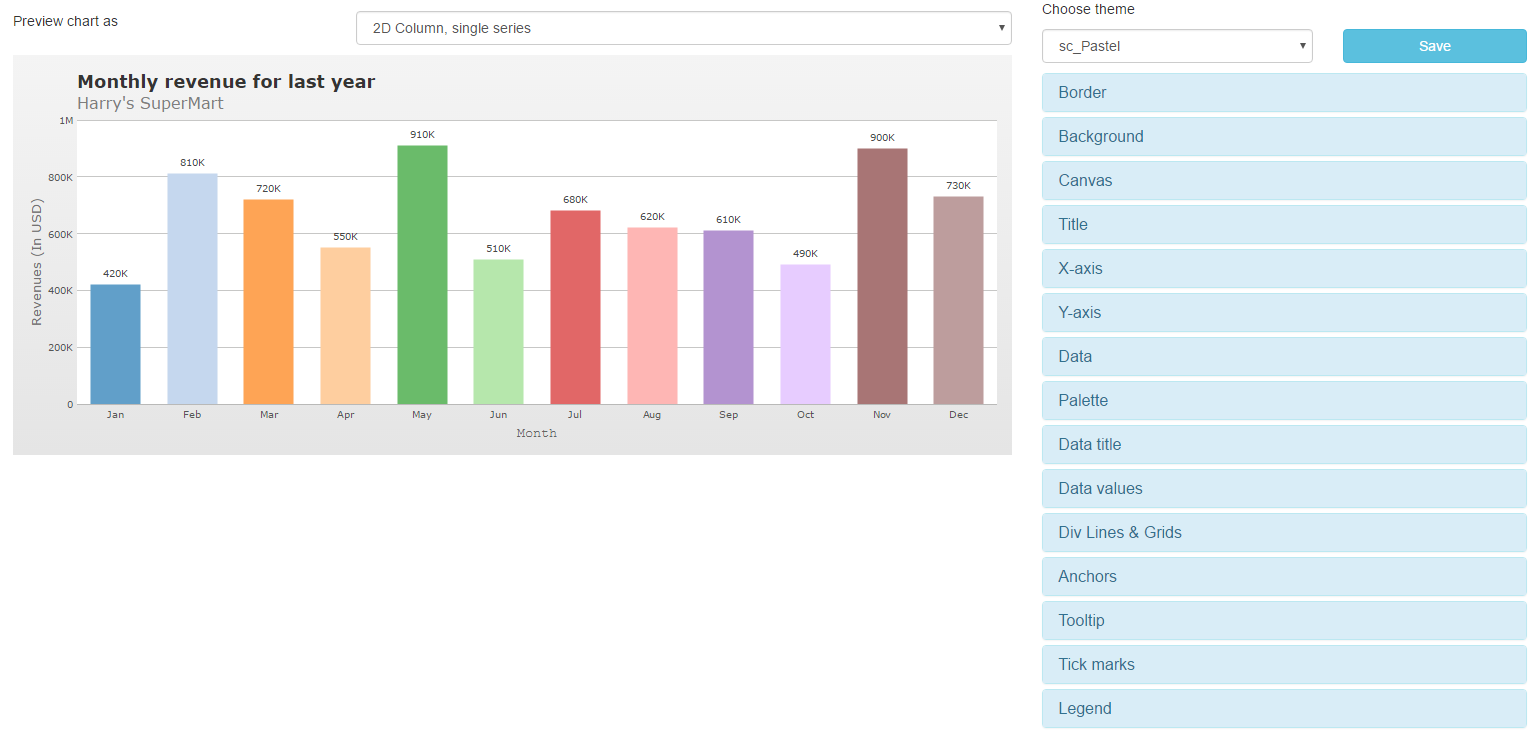 Preview chart as
2D Column, single series
Monthly revenue for last year
Harry's SuperMart
Revenues (In USD)
1M
800K
600K
400K
200K
0
420K
810K
720K
550K
910K
510K
680K
620K
610K
490K
900K
730K
Jan
Feb
Mar
Apr
May
Jun
Jul
Aug
Sep
Oct
Nov
Dec
Month
Choose theme
sc_Pastel
Save
Border
Background
Canvas
Title
X-axis
Y-axis
Data
Palette
Data title
Data values
Div Lines & Grids
Anchors
Tooltip
Tick marks
Legend